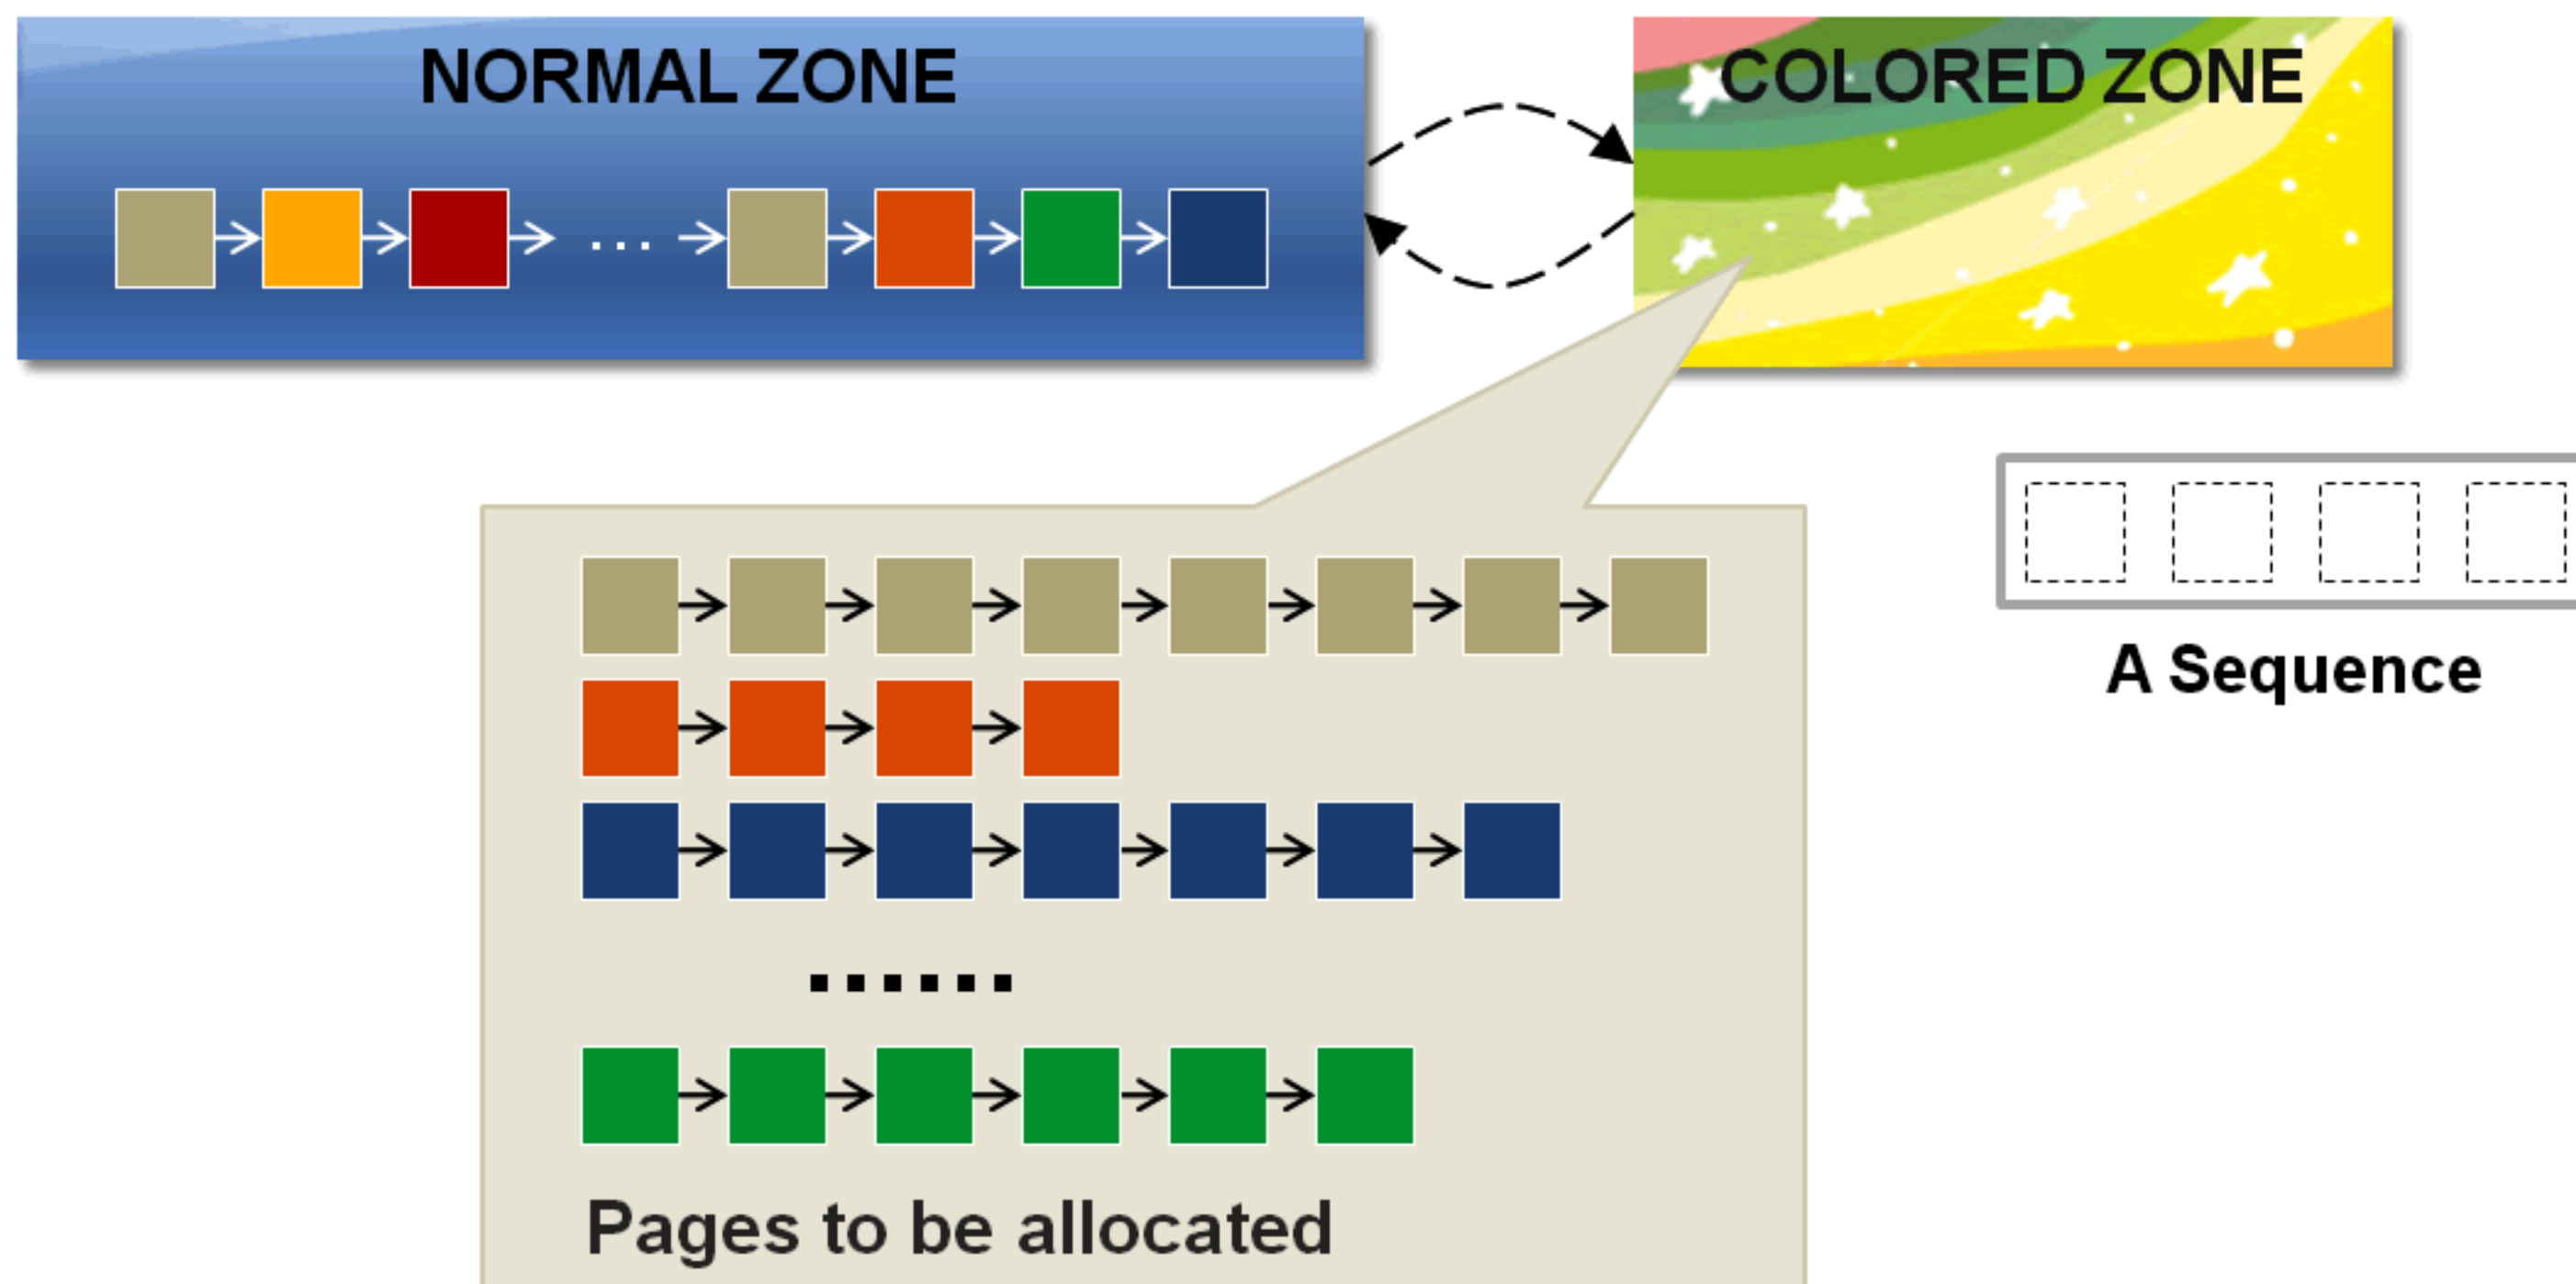 NORMAL ZONE
COLORED ZONE
...
A Sequence
......
Pages to be allocated